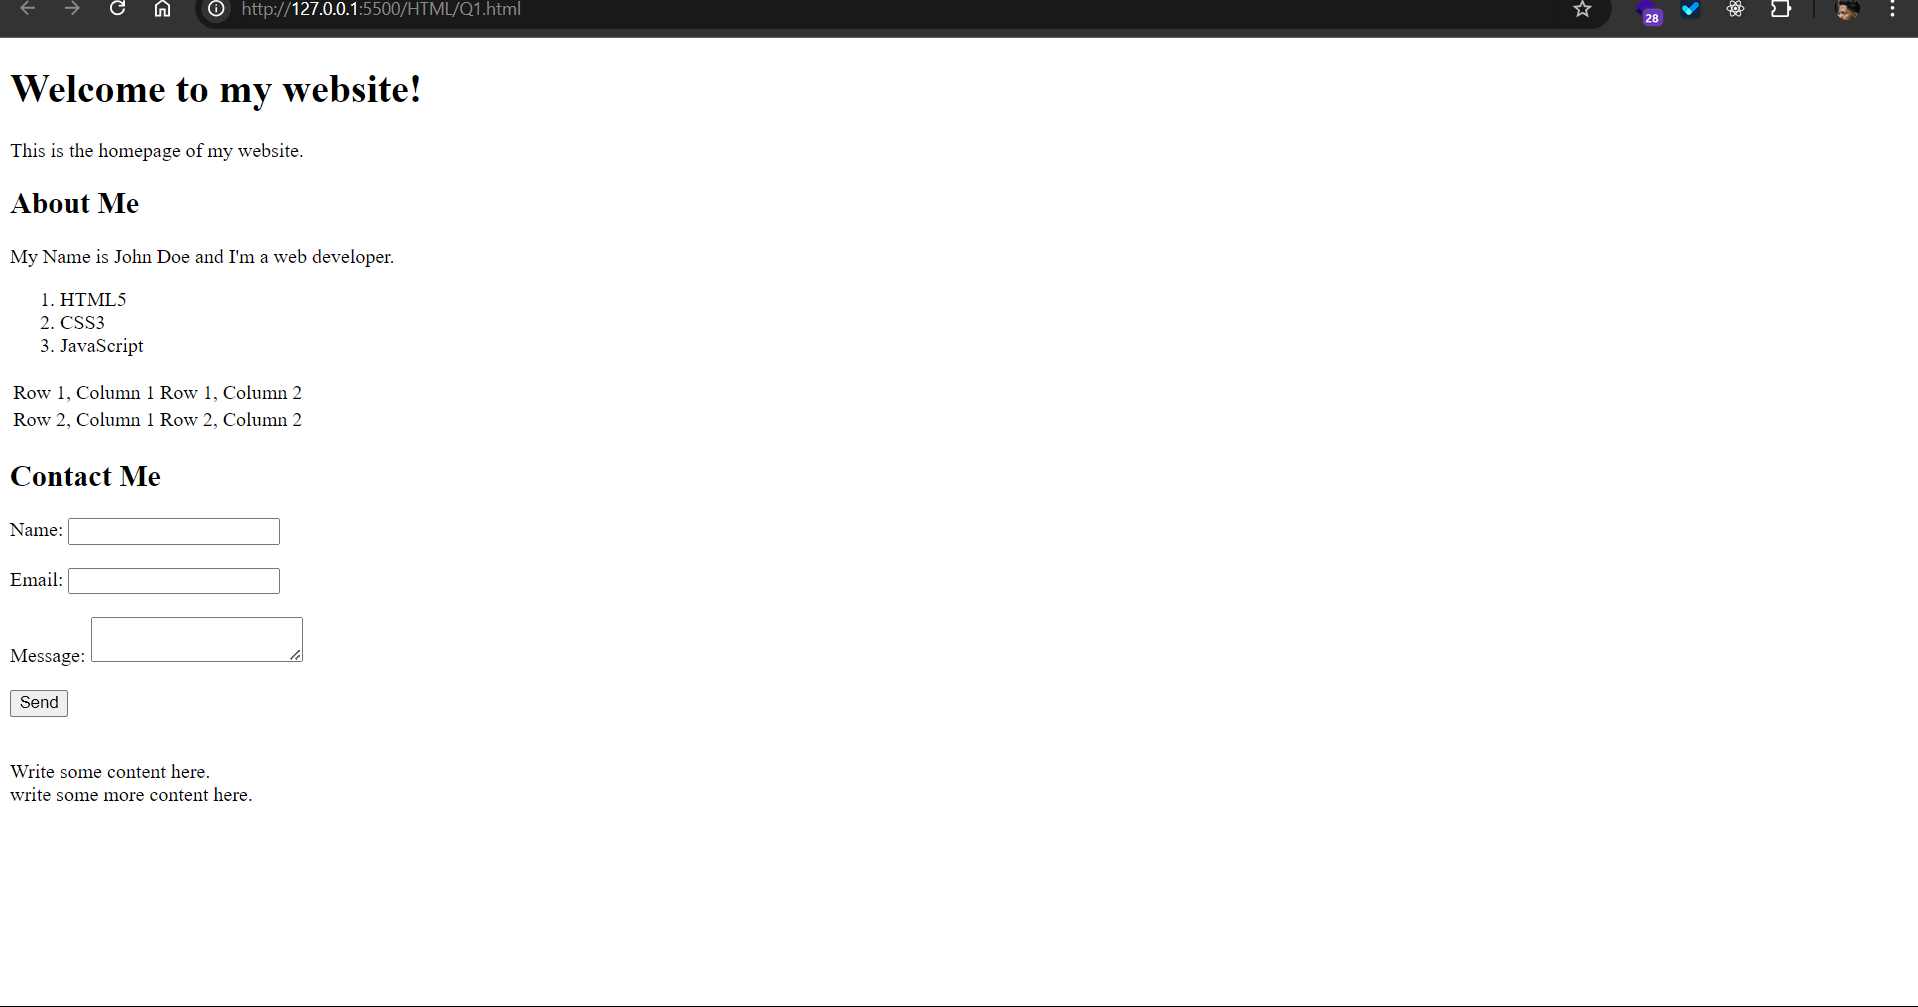 http://127.0.0.1:5500/HTML/Q1.html
28
Welcome to my website!
This is the homepage of my website.
About Me
My Name is John Doe and I'm a web developer.
1. HTML5
2. CSS3
3. JavaScript
Row 1, Column 1 Row 1, Column 2
Row 2, Column 1 Row 2, Column 2
Contact Me
Name:
Email:
Message:
Send
Write some content here.
write some more content here.